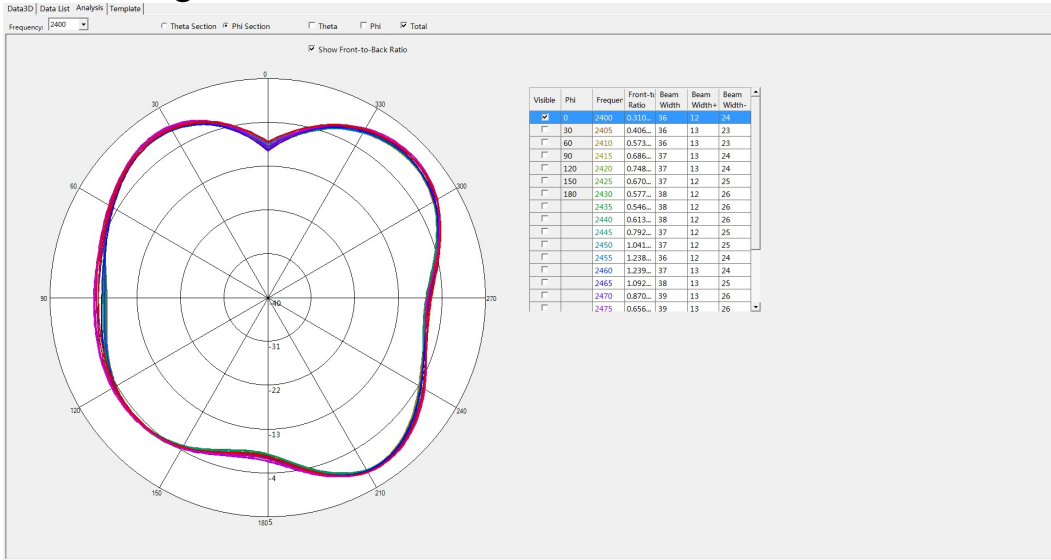 Data3D Data List Analysis Template
Frequency: 2400 Theta Section Phi Section Theta Phi Total
Show Front-to-Back Ratio
0
30 330
60 300
90 270
120 240
150 210
1805
-40
-31
-22
-13
-4
Visible Phi Frequen Front-to Ratio Beam Width Beam Width+ Beam Width-
0 2400 0.310... 36 12 24
30 2405 0.406... 36 13 23
60 2410 0.573... 36 13 23
90 2415 0.686... 37 13 24
120 2420 0.748... 37 13 24
150 2425 0.670... 37 12 25
180 2430 0.577... 38 12 26
2435 0.546... 38 12 26
2440 0.613... 38 12 26
2445 0.792... 37 12 25
2450 1.041... 37 12 25
2455 1.238... 36 12 24
2460 1.239... 37 13 24
2465 1.092... 38 13 25
2470 0.870... 39 13 26
2475 0.656... 39 13 26